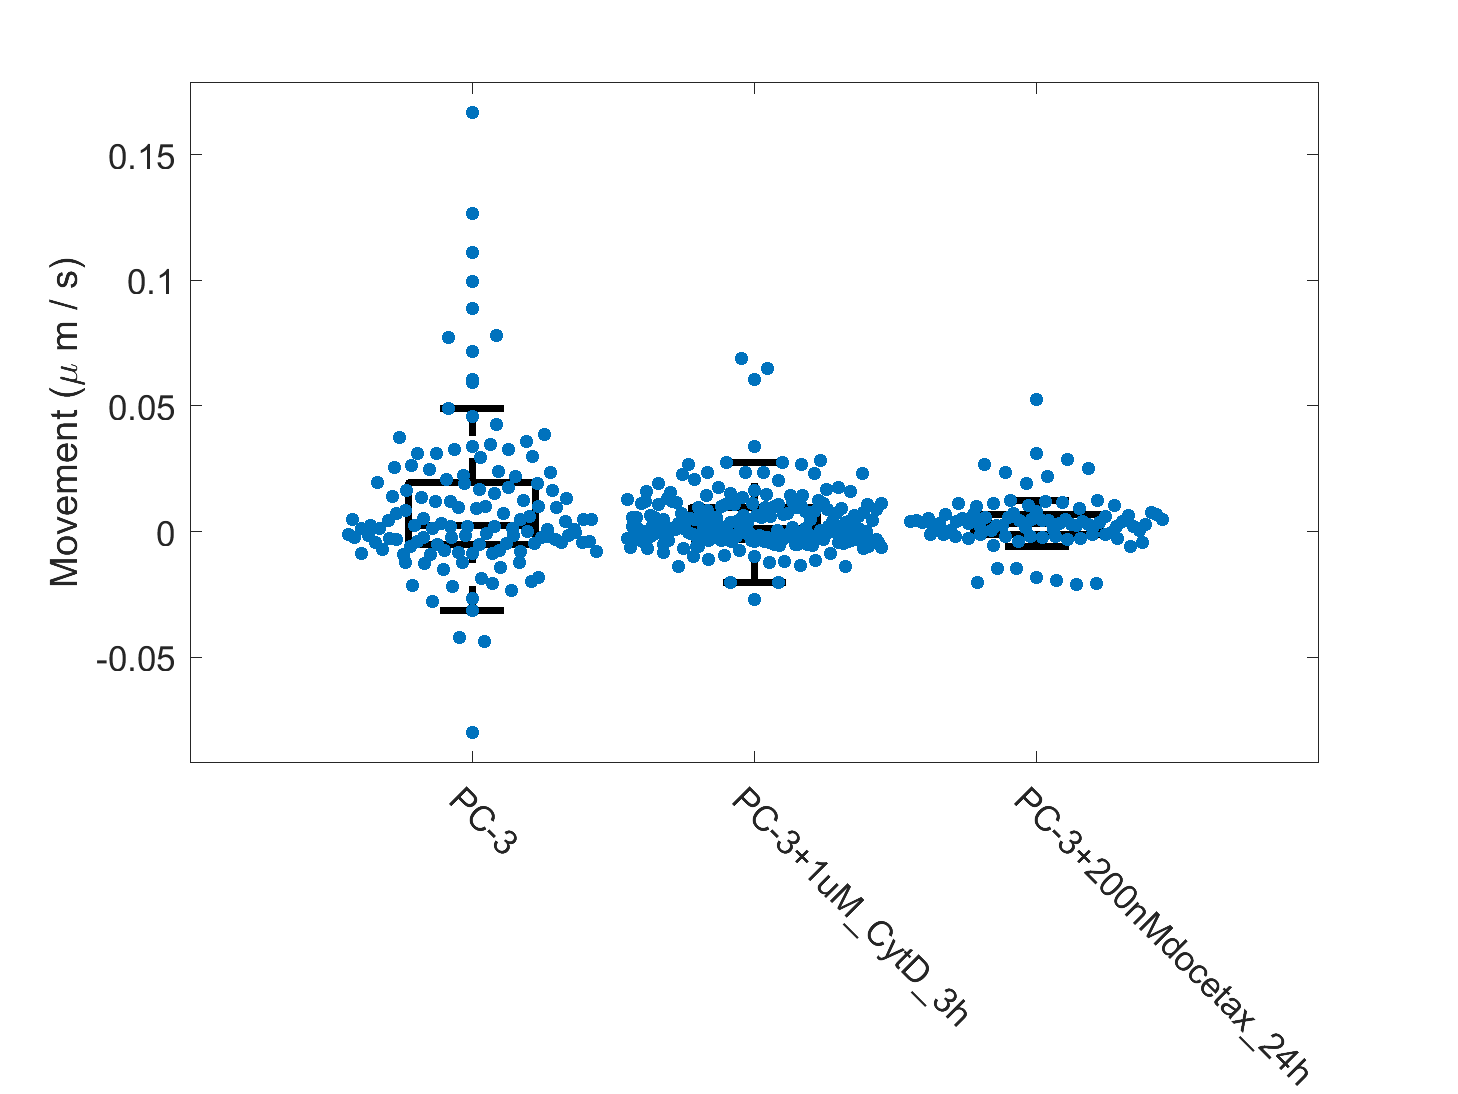 0.15
0.1
0.05
0
-0.05
Movement (μ m / s)
PC-3
PC-3+1uM_CytD_3h
PC-3+200nMdocetax_24h